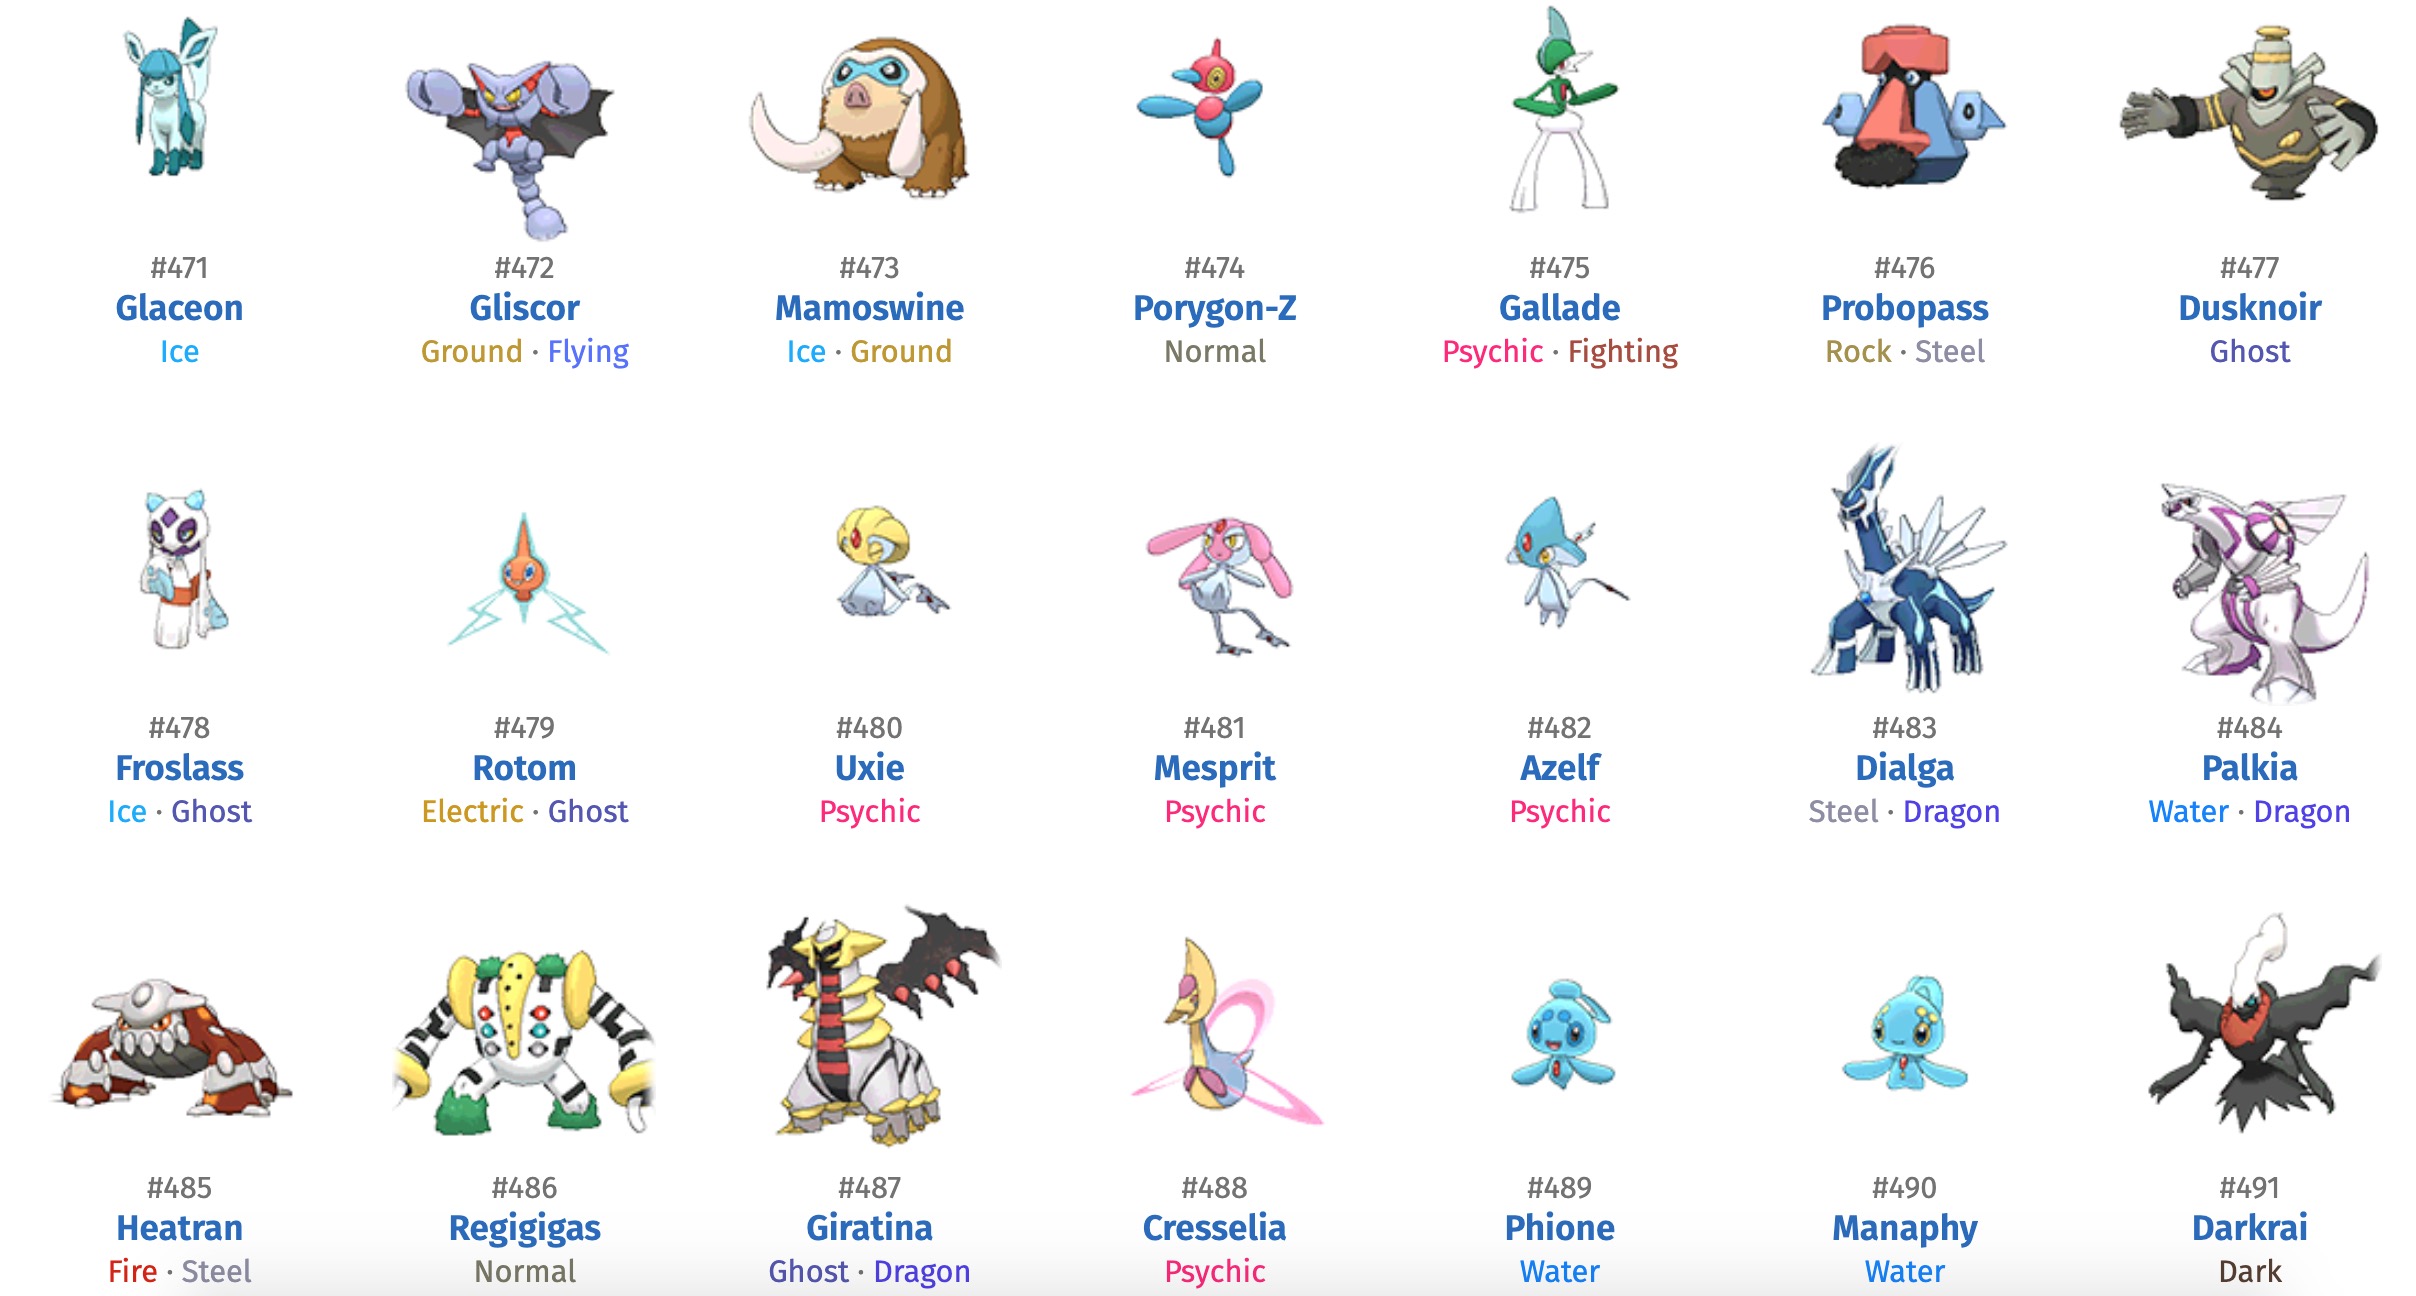 #471 #472 #473 #474 #475 #476 #477
Glaceon Gliscor Mamoswine Porygon-Z Gallade Probopass Dusknoir
Ice Ground · Flying Ice · Ground Normal Psychic · Fighting Rock · Steel Ghost
#478 #479 #480 #481 #482 #483 #484
Froslass Rotom Uxie Mesprit Azelf Dialga Palkia
Ice · Ghost Electric · Ghost Psychic Psychic Psychic Steel · Dragon Water · Dragon
#485 #486 #487 #488 #489 #490 #491
Heatran Regigigas Giratina Cresselia Phione Manaphy Darkrai
Fire · Steel Normal Ghost · Dragon Psychic Water Water Dark